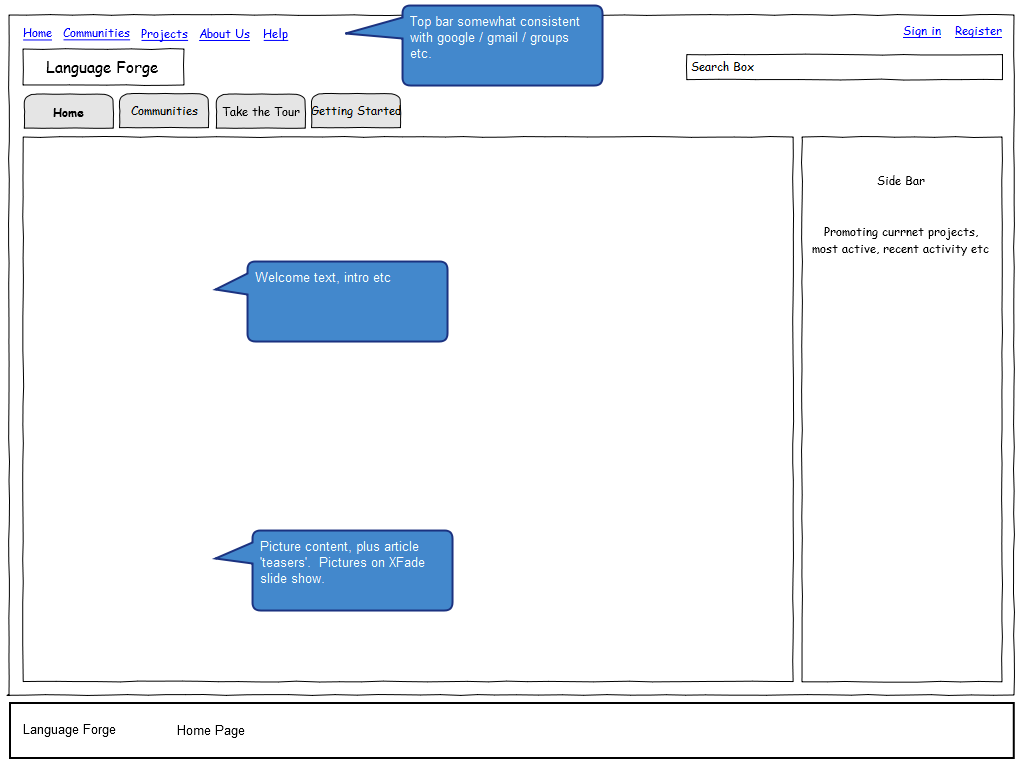 Home Communities Projects About Us Help
Top bar somewhat consistent
with google / gmail / groups
etc.
Sign in Register
Language Forge
Search Box
Home Communities Take the Tour Getting Started
Side Bar
Promoting currnet projects,
most active, recent activity etc
Welcome text, intro etc
Picture content, plus article
'teasers'. Pictures on XFade
slide show.
Language Forge Home Page